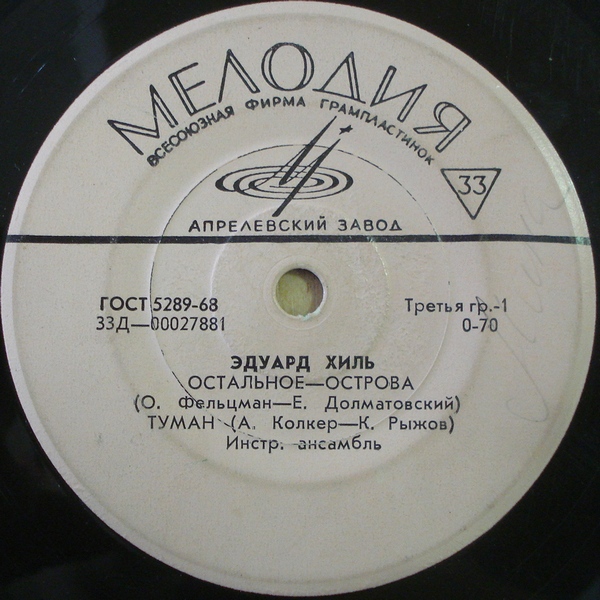 МЕЛОДИЯ
ВСЕСОЮЗНАЯ ФИРМА ГРАМПЛАСТИНОК
33
АПРЕЛЕВСКИЙ ЗАВОД
ГОСТ 5289-68
Третья гр.-1
33Д—00027881
0-70
ЭДУАРД ХИЛЬ
ОСТАЛЬНОЕ—ОСТРОВА
(О. Фельцман—Е. Долматовский)
ТУМАН (А. Колкер—К. Рыжов)
Инстр. ансамбль